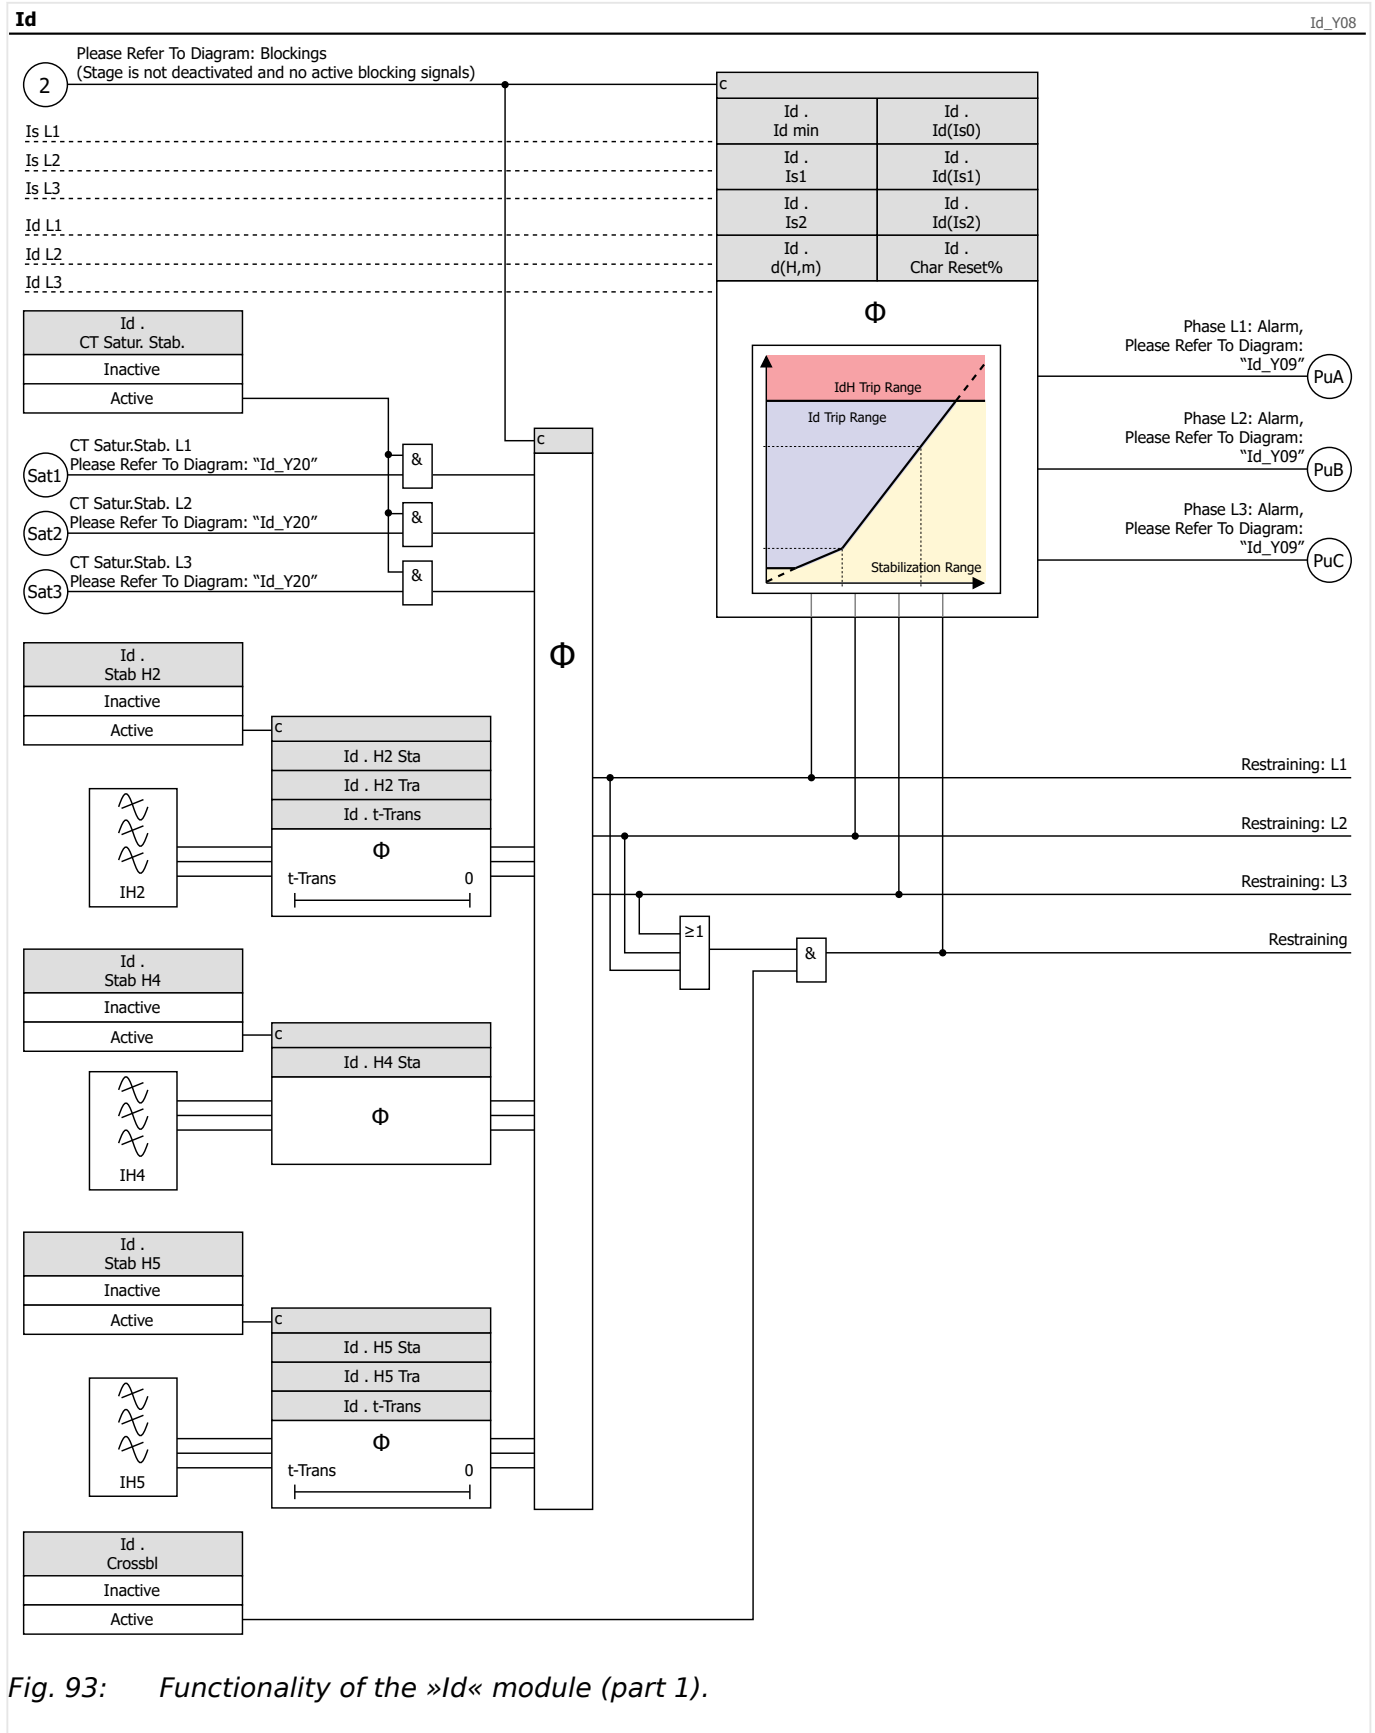 Id
Id_Y08
Please Refer To Diagram: Blockings
(Stage is not deactivated and no active blocking signals)
2
c
Id .
Id min
Id .
Id(Is0)
Id .
Is1
Id .
Id(Is1)
Id .
Is2
Id .
Id(Is2)
Id .
d(H,m)
Id .
Char Reset%
Is L1
Is L2
Is L3
Id L1
Id L2
Id L3
Φ
IdH Trip Range
Id Trip Range
Stabilization Range
Phase L1: Alarm,
Please Refer To Diagram:
“Id_Y09”
PuA
Phase L2: Alarm,
Please Refer To Diagram:
“Id_Y09”
PuB
Phase L3: Alarm,
Please Refer To Diagram:
“Id_Y09”
PuC
Id .
CT Satur. Stab.
Inactive
Active
CT Satur.Stab. L1
Please Refer To Diagram: “Id_Y20”
Sat1
&
CT Satur.Stab. L2
Please Refer To Diagram: “Id_Y20”
Sat2
&
CT Satur.Stab. L3
Please Refer To Diagram: “Id_Y20”
Sat3
&
c
Φ
Id .
Stab H2
Inactive
Active
c
Id . H2 Sta
Id . H2 Tra
Id . t-Trans
Φ
t-Trans 0
IH2
Restraining: L1
Restraining: L2
Restraining: L3
≥1
&
Restraining
Id .
Stab H4
Inactive
Active
c
Id . H4 Sta
Φ
IH4
Id .
Stab H5
Inactive
Active
c
Id . H5 Sta
Id . H5 Tra
Id . t-Trans
Φ
t-Trans 0
IH5
Id .
Crossbl
Inactive
Active
Fig. 93: Functionality of the »Id« module (part 1).